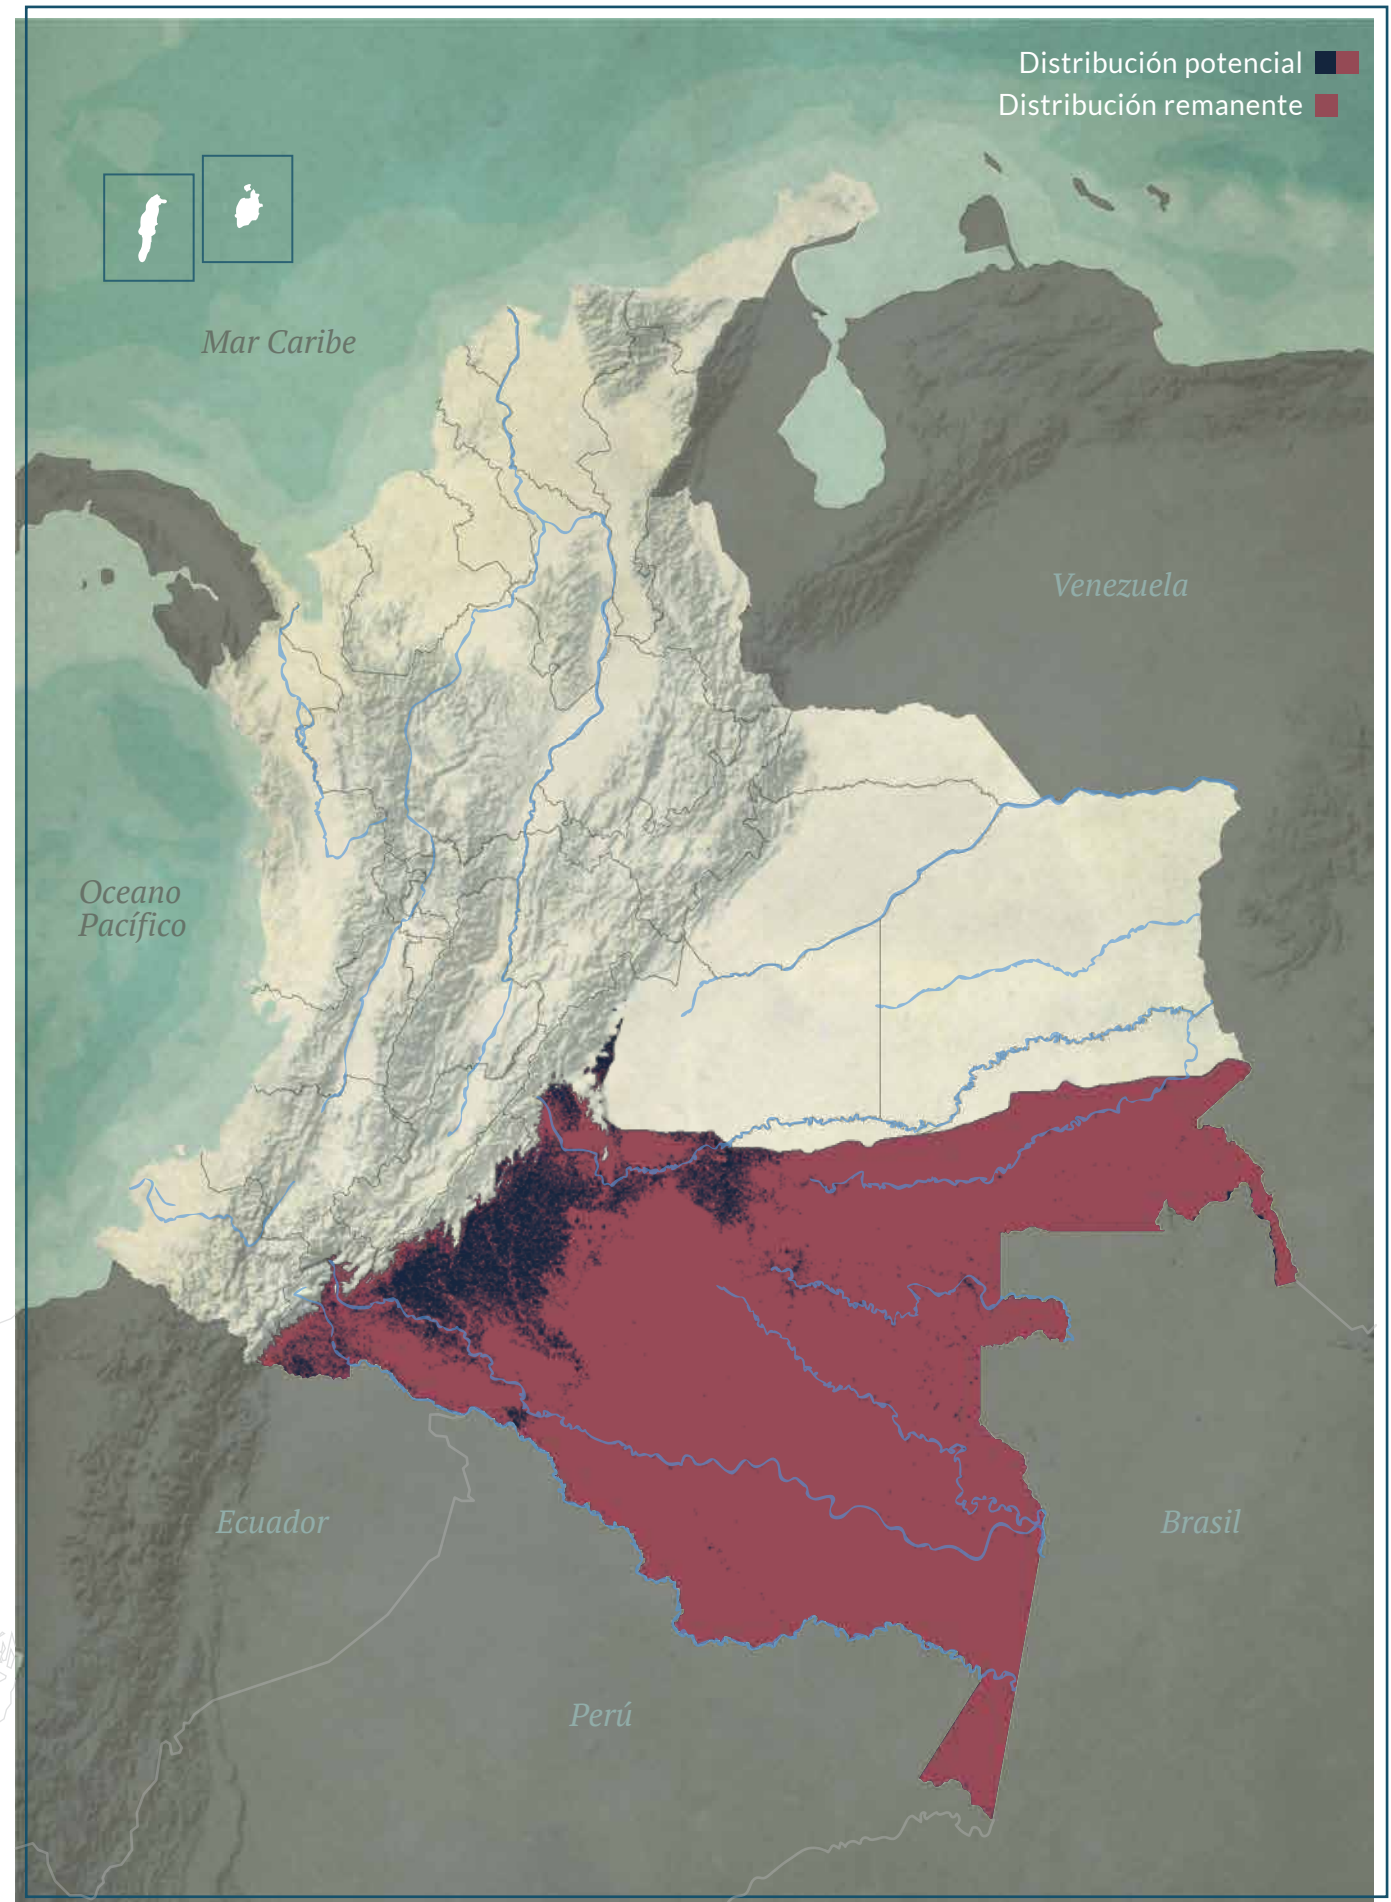 Distribución potencial
Distribución remanente
Mar Caribe
Venezuela
Oceano
Pacífico
Ecuador
Brasil
Perú